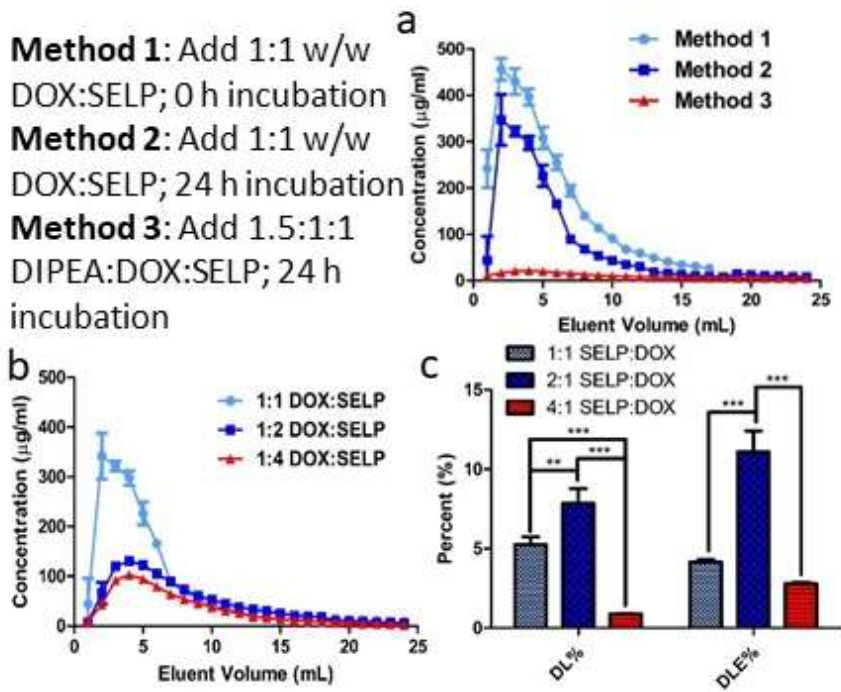 Method 1: Add 1:1 w/w
DOX:SELP; 0 h incubation
Method 2: Add 1:1 w/w
DOX:SELP; 24 h incubation
Method 3: Add 1.5:1:1
DIPEA:DOX:SELP; 24 h
incubation
a
Concentration (µg/ml)
500
400
300
200
100
0
0 5 10 15 20 25
Eluent Volume (mL)
Method 1
Method 2
Method 3
b
Concentration (µg/ml)
500
400
300
200
100
0
0 5 10 15 20 25
Eluent Volume (mL)
1:1 DOX:SELP
1:2 DOX:SELP
1:4 DOX:SELP
c
1:1 SELP:DOX
2:1 SELP:DOX
4:1 SELP:DOX
Percent (%)
15
10
5
0
***
** ***
*** ***
DL% DLE%